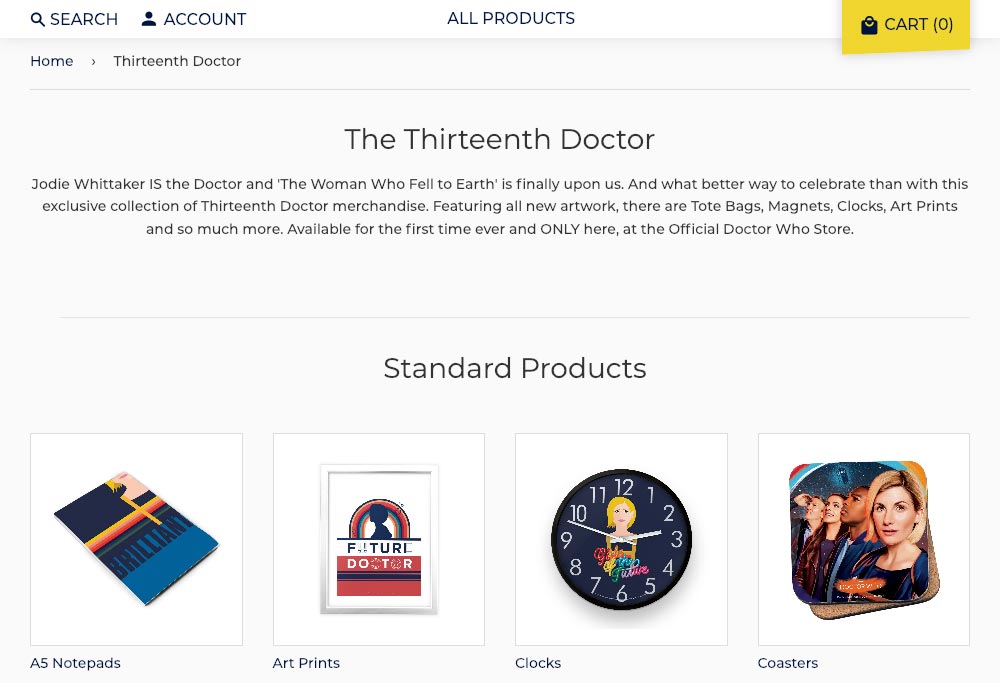 SEARCH ACCOUNT ALL PRODUCTS CART (0)
Home › Thirteenth Doctor
The Thirteenth Doctor
Jodie Whittaker IS the Doctor and 'The Woman Who Fell to Earth' is finally upon us. And what better way to celebrate than with this
exclusive collection of Thirteenth Doctor merchandise. Featuring all new artwork, there are Tote Bags, Magnets, Clocks, Art Prints
and so much more. Available for the first time ever and ONLY here, at the Official Doctor Who Store.
Standard Products
BRILLIANT
FUTURE
DOCTOR
11 12 1
10 2
9 3
8 4
7 6 5
Future
DOCTOR WHO
A5 Notepads Art Prints Clocks Coasters